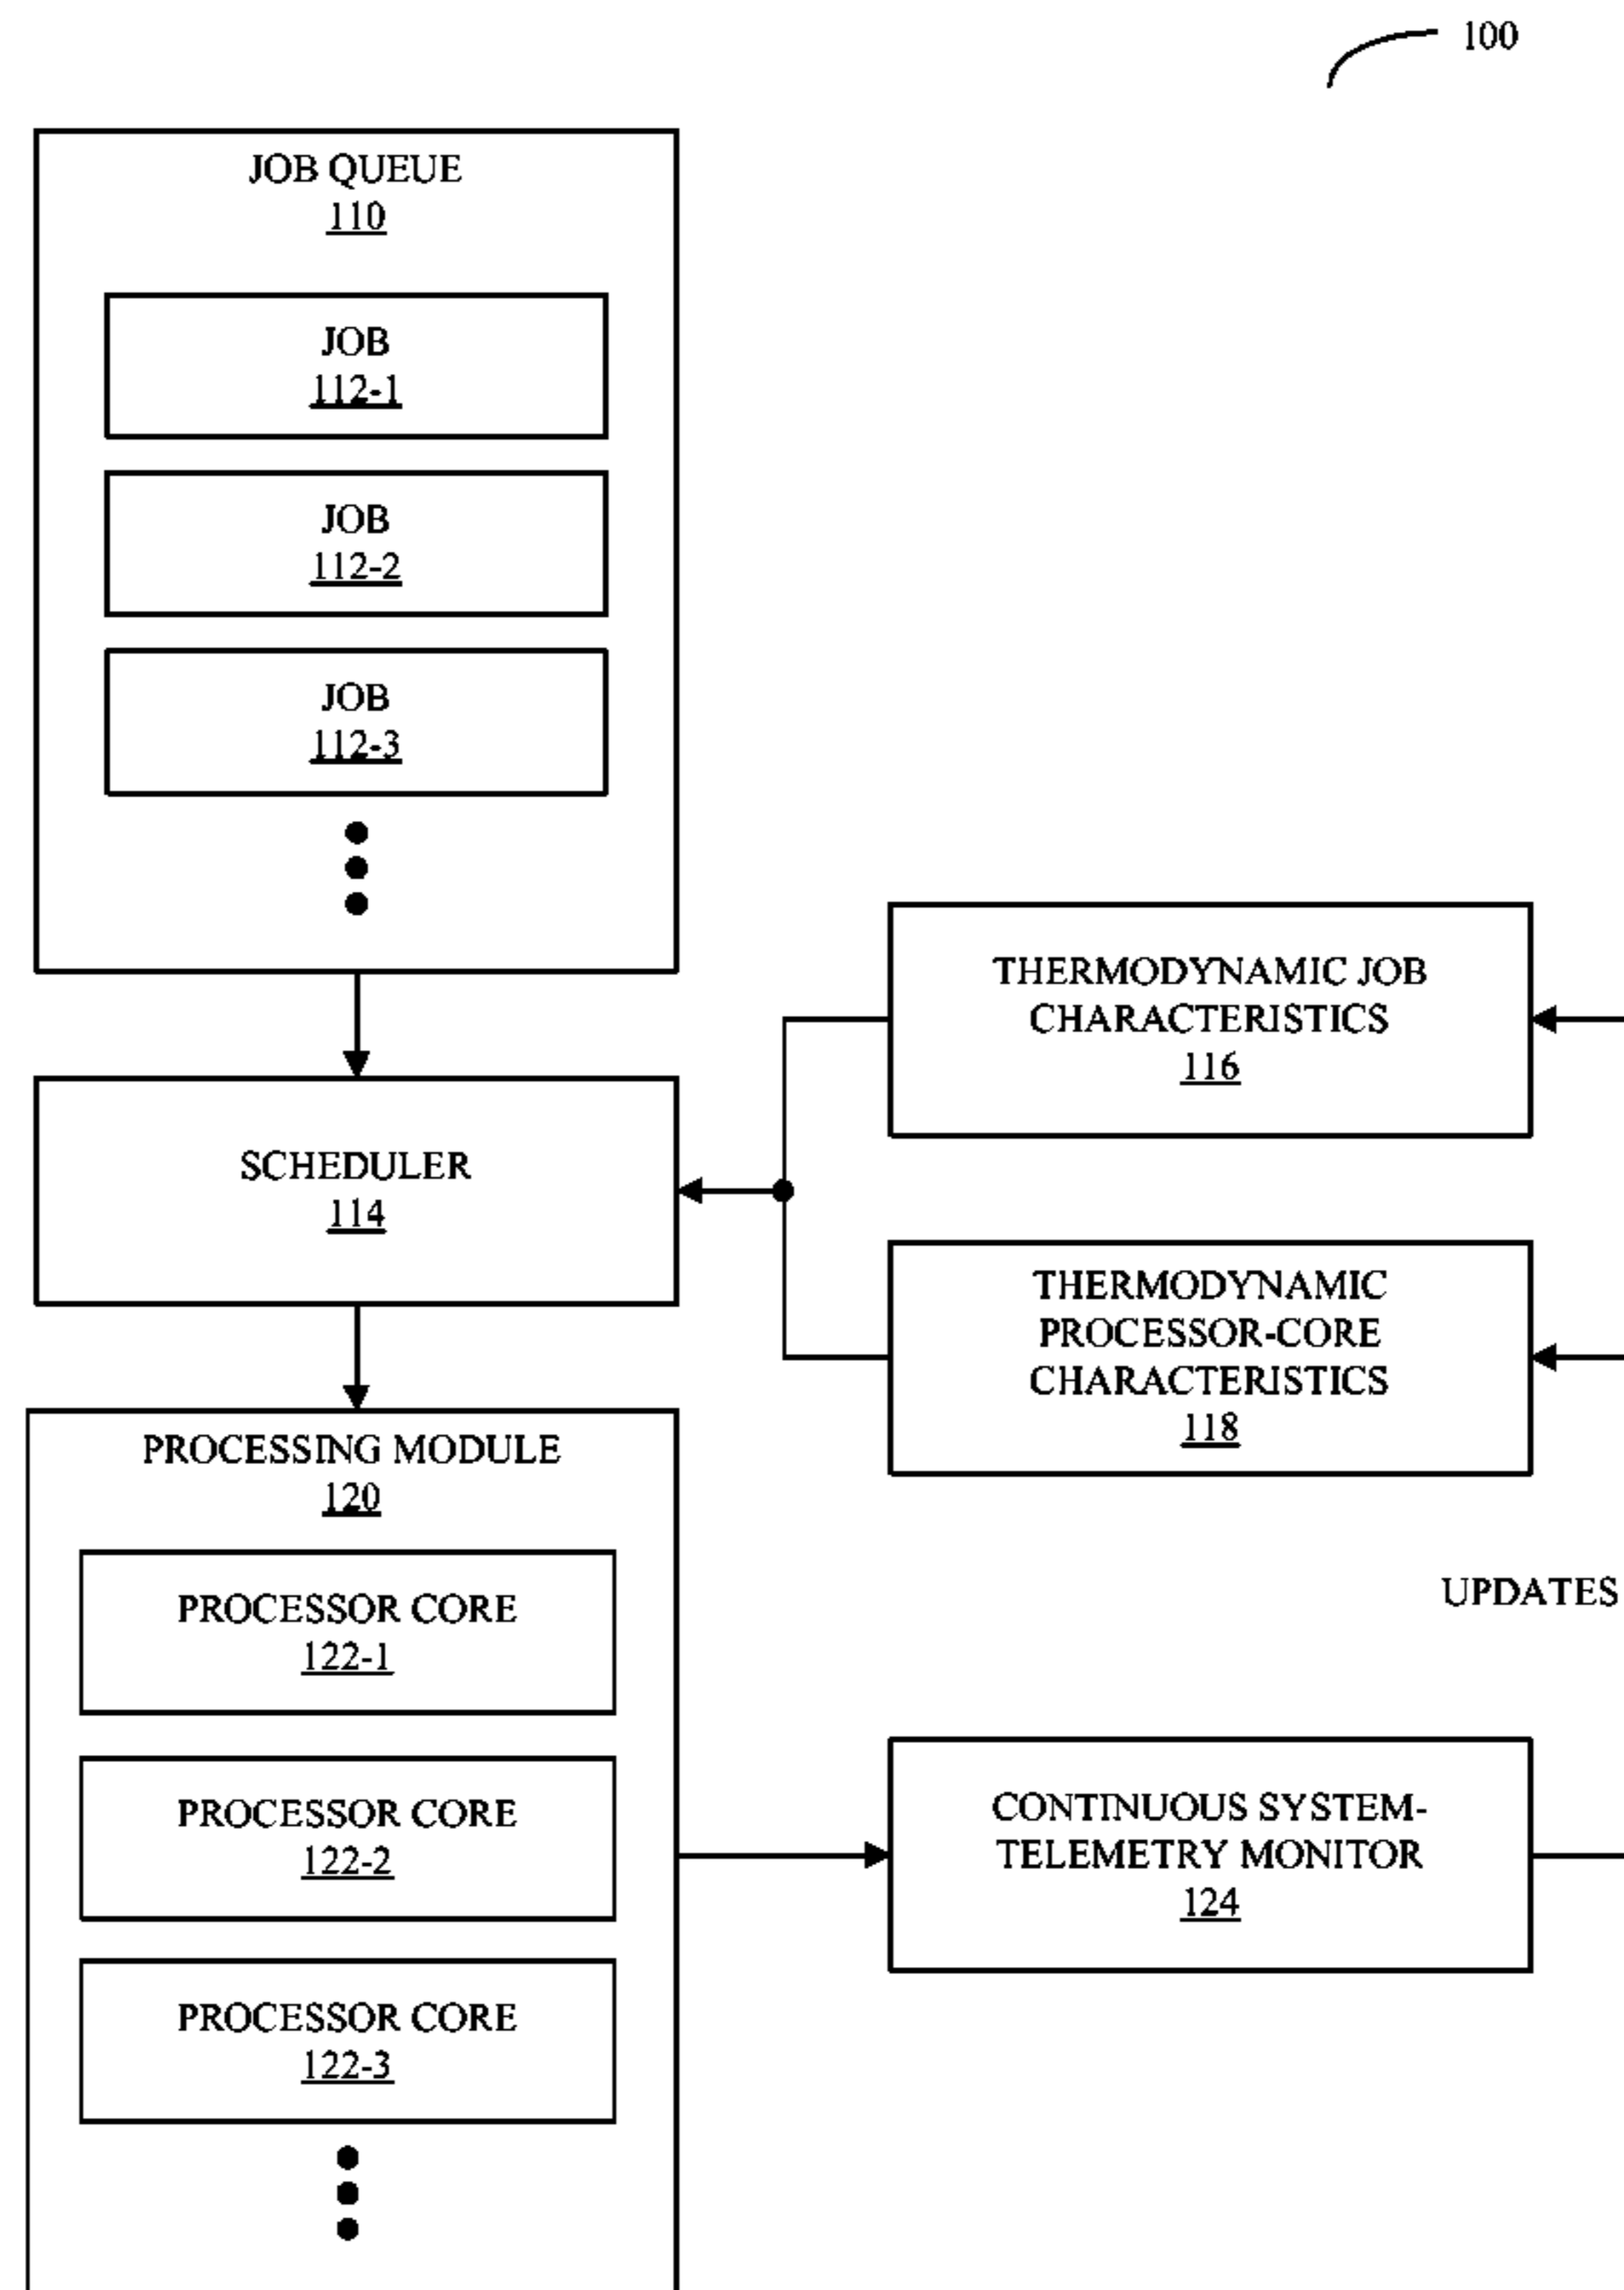 100
JOB QUEUE
110
JOB
112-1
JOB
112-2
JOB
112-3
THERMODYNAMIC JOB
CHARACTERISTICS
116
SCHEDULER
114
THERMODYNAMIC
PROCESSOR-CORE
CHARACTERISTICS
118
PROCESSING MODULE
120
UPDATES
PROCESSOR CORE
122-1
PROCESSOR CORE
122-2
CONTINUOUS SYSTEM-
TELEMETRY MONITOR
124
PROCESSOR CORE
122-3